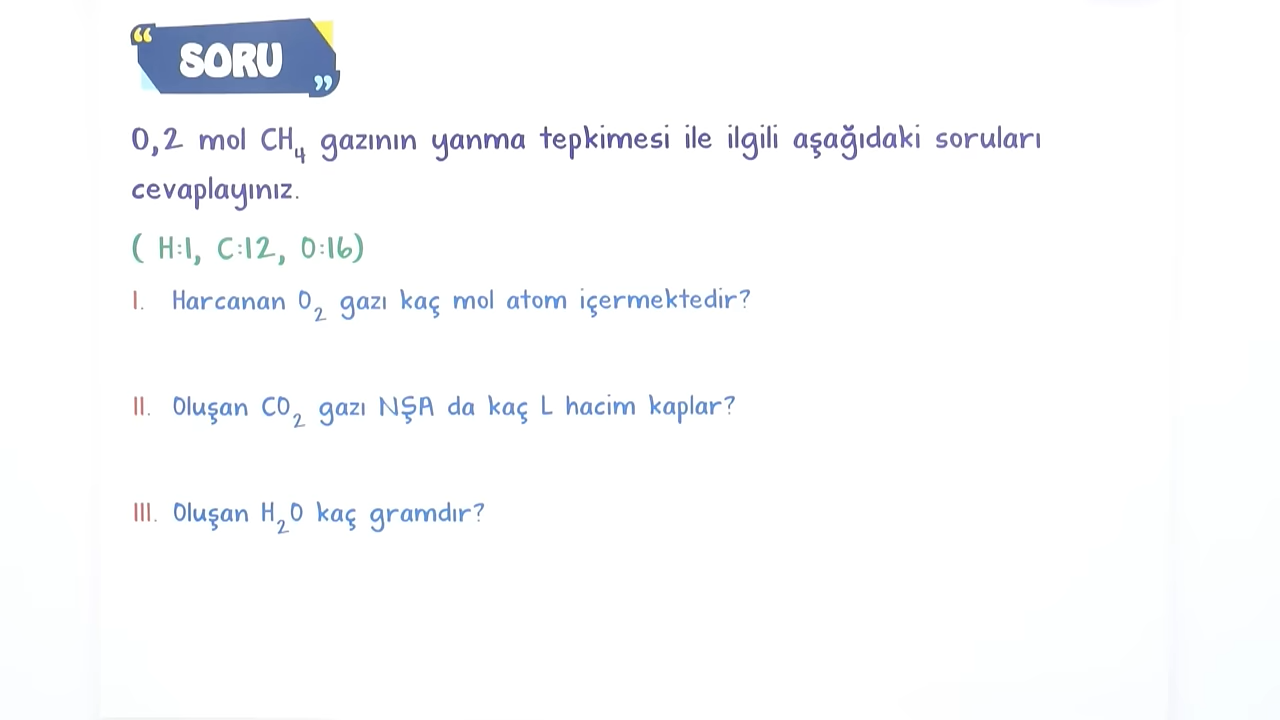 “ SORU ”
0,2 mol CH₄ gazının yanma tepkimesi ile ilgili aşağıdaki soruları
cevaplayınız.
( H:1, C:12, O:16)
I. Harcanan O₂ gazı kaç mol atom içermektedir?
II. Oluşan CO₂ gazı NŞA da kaç L hacim kaplar?
III. Oluşan H₂O kaç gramdır?